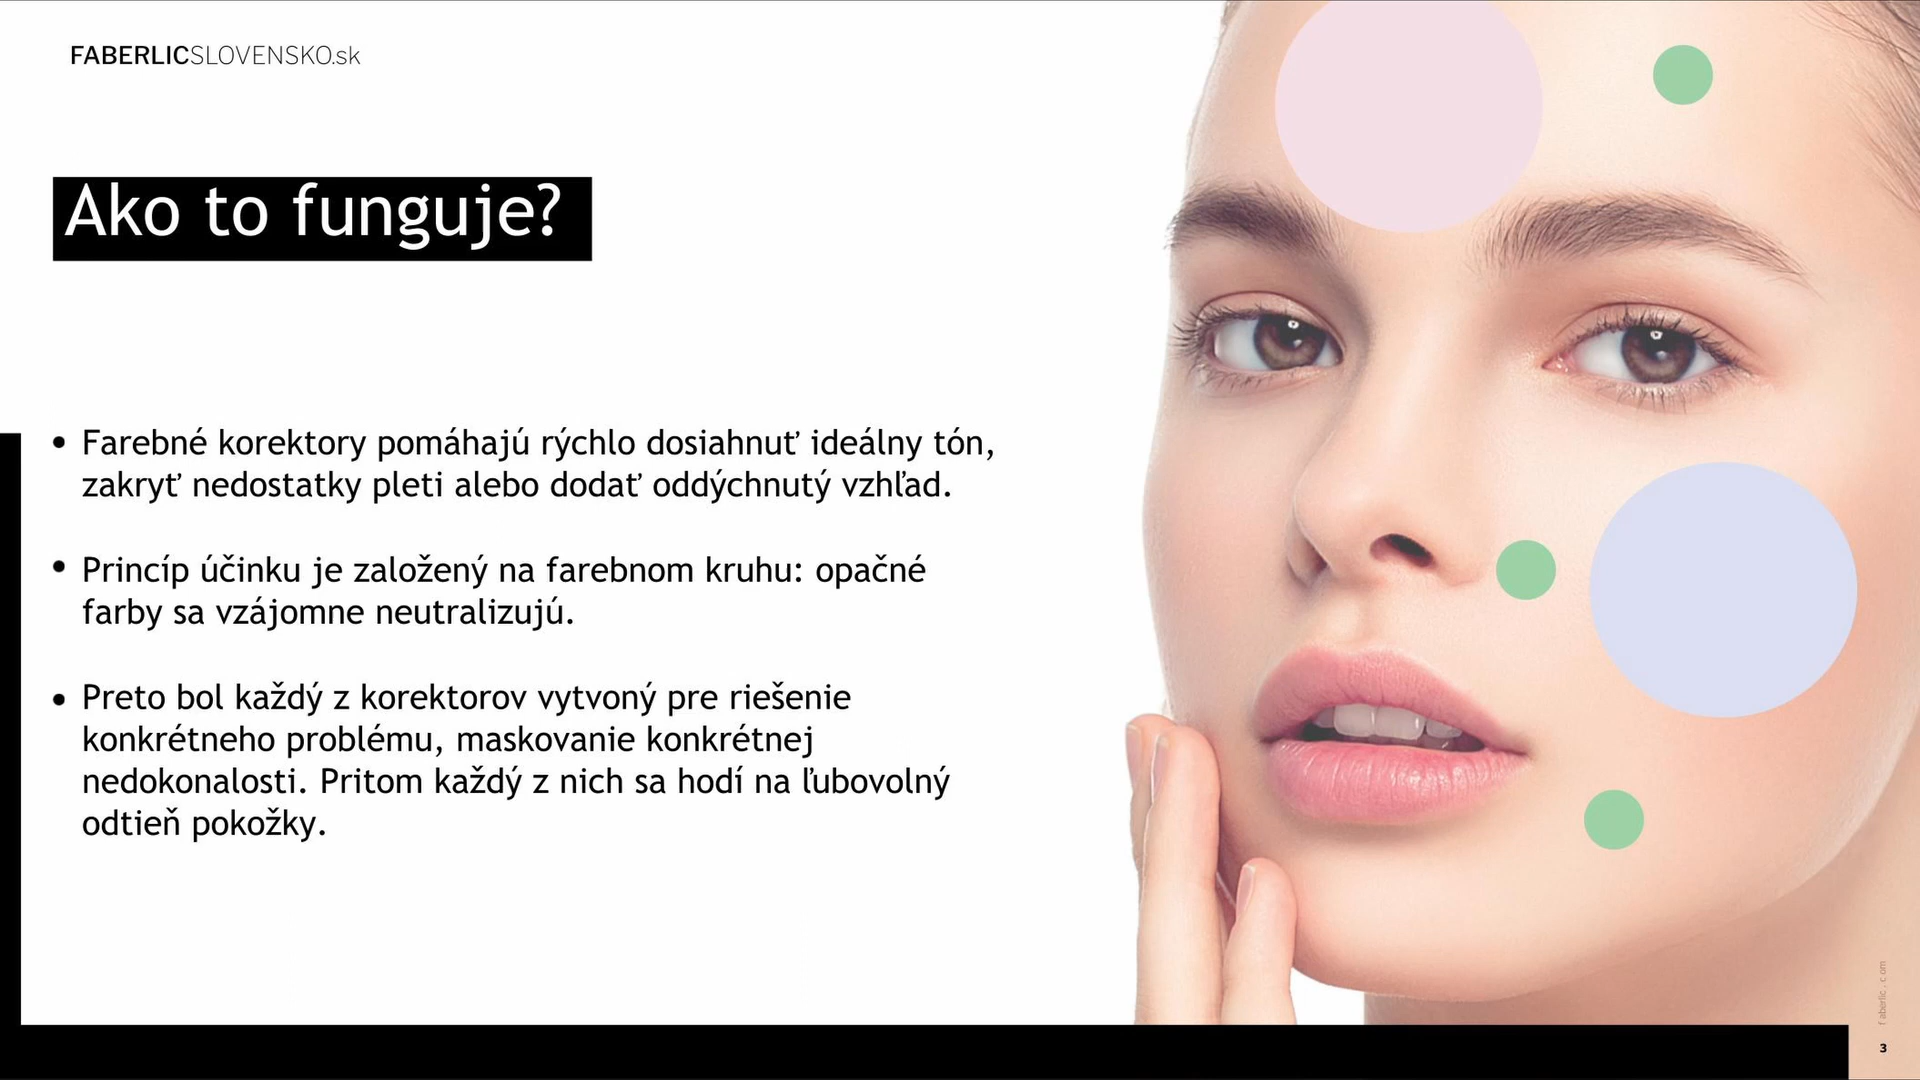 FABERLICSLOVENSKO.sk
Ako to funguje?
• Farebné korektory pomáhajú rýchlo dosiahnuť ideálny tón,
zakryť nedostatky pleti alebo dodať oddýchnutý vzhľad.
• Princíp účinku je založený na farebnom kruhu: opačné
farby sa vzájomne neutralizujú.
• Preto bol každý z korektorov vytvoný pre riešenie
konkrétneho problému, maskovanie konkrétnej
nedokonalosti. Pritom každý z nich sa hodí na ľubovolný
odtieň pokožky.
faberlic.com
3